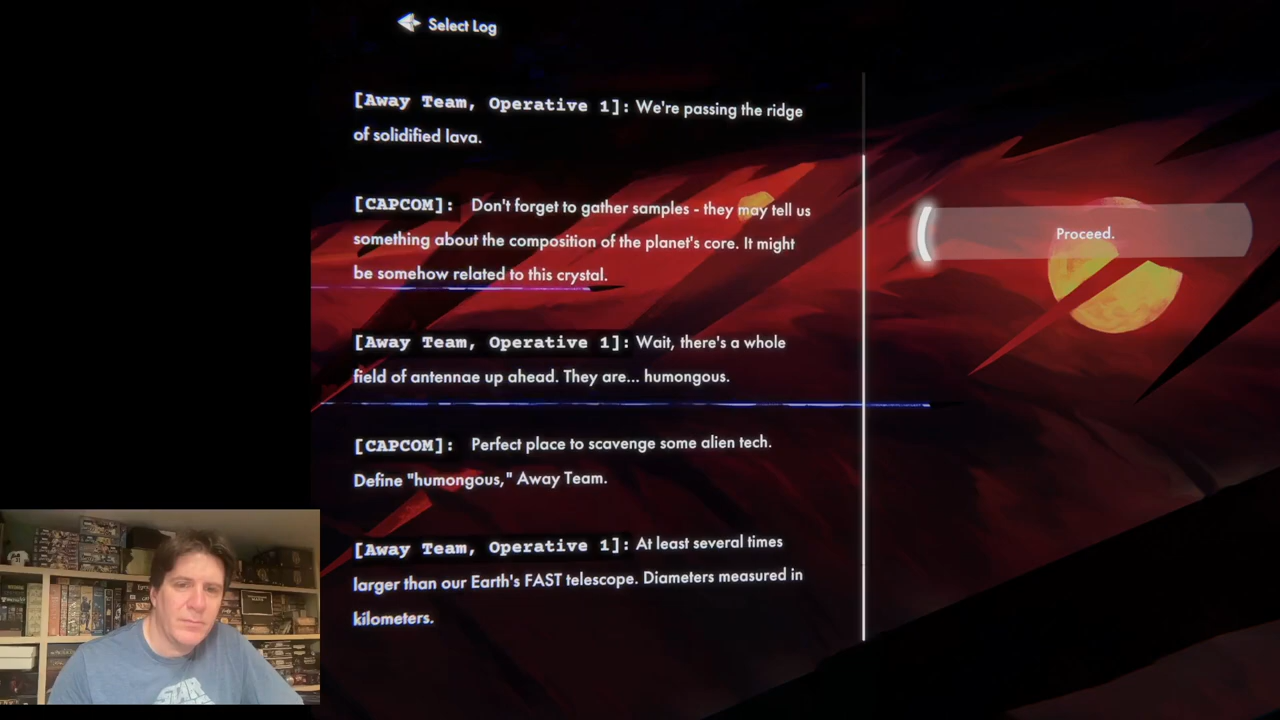 Select Log
[Away Team, Operative 1]: We're passing the ridge
of solidified lava.
[CAPCOM]: Don't forget to gather samples - they may tell us
something about the composition of the planet's core. It might
be somehow related to this crystal.
[Away Team, Operative 1]: Wait, there's a whole
field of antennae up ahead. They are... humongous.
[CAPCOM]: Perfect place to scavenge some alien tech.
Define "humongous," Away Team.
[Away Team, Operative 1]: At least several times
larger than our Earth's FAST telescope. Diameters measured in
kilometers.
Proceed.
STAR